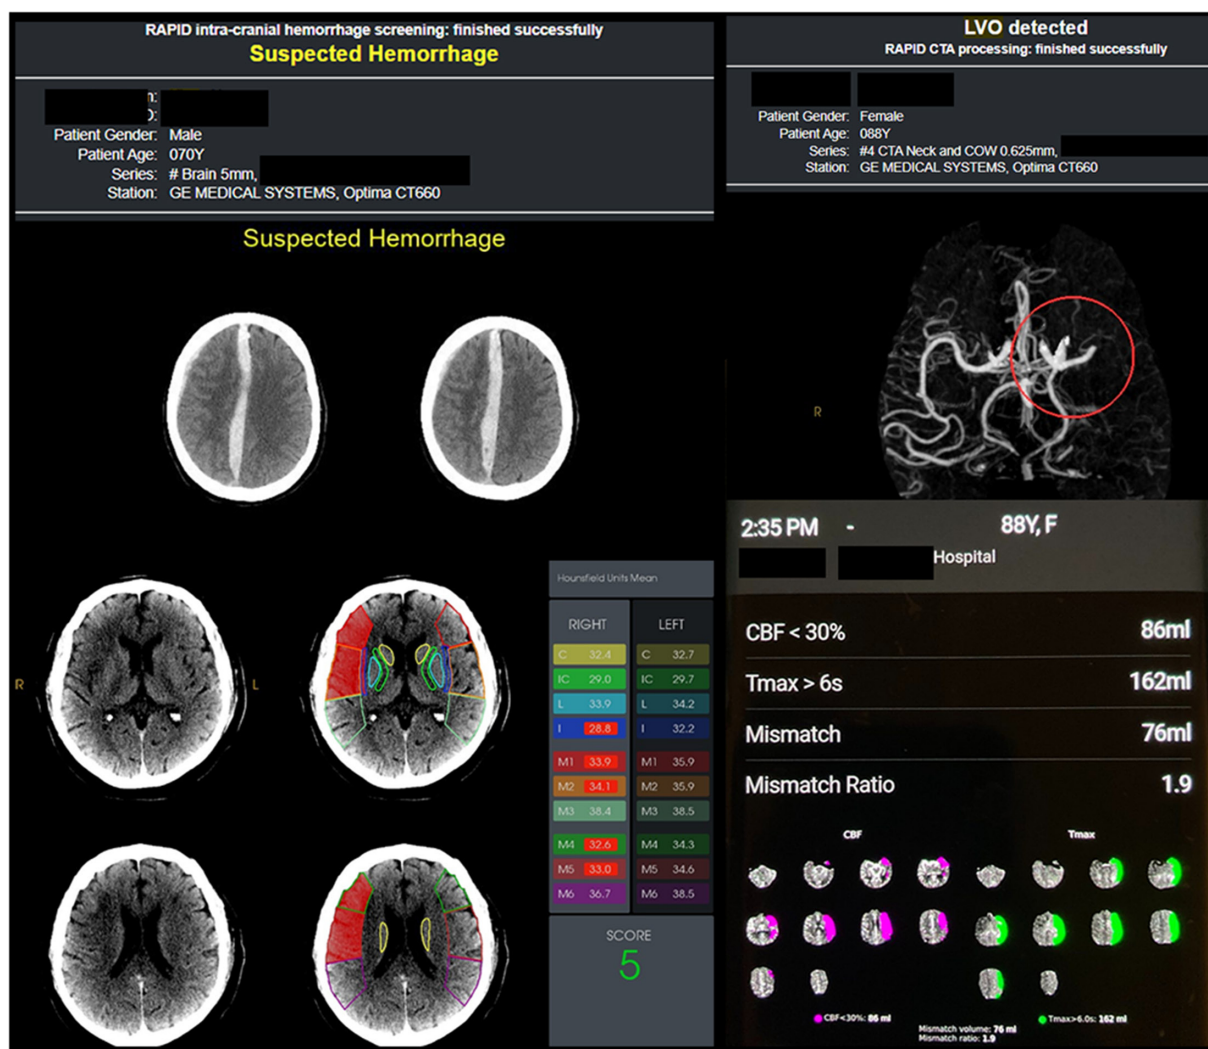 RAPID intra-cranial hemorrhage screening: finished successfully
Suspected Hemorrhage
Patient Gender: Male
Patient Age: 070Y
Series: # Brain 5mm,
Station: GE MEDICAL SYSTEMS, Optima CT660
Suspected Hemorrhage
R
L
Hounsfield Units Mean
RIGHT LEFT
C 32.4 C 32.7
IC 29.0 IC 29.7
L 33.9 L 34.2
I 28.8 I 32.2
M1 33.9 M1 35.9
M2 34.1 M2 35.9
M3 38.4 M3 38.5
M4 32.6 M4 34.3
M5 33.0 M5 34.6
M6 36.7 M6 38.5
SCORE
5
LVO detected
RAPID CTA processing: finished successfully
Patient Gender: Female
Patient Age: 088Y
Series: #4 CTA Neck and COW 0.625mm,
Station: GE MEDICAL SYSTEMS, Optima CT660
R
2:35 PM - 88Y, F
Hospital
CBF < 30% 86ml
Tmax > 6s 162ml
Mismatch 76ml
Mismatch Ratio 1.9
CBF Tmax
CBF<30%: 86 ml Tmax>6.0s: 162 ml
Mismatch volume: 76 ml
Mismatch ratio: 1.9